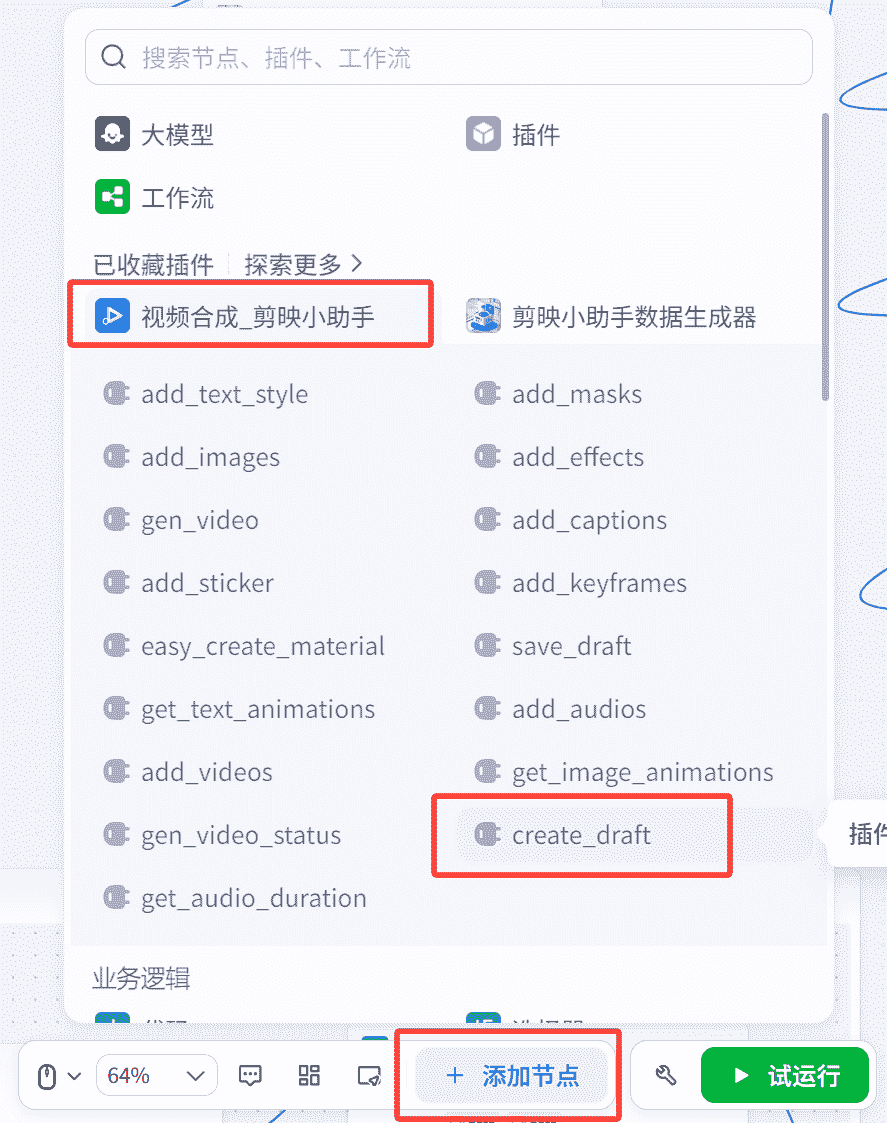 搜索节点、插件、工作流
大模型
插件
工作流
已收藏插件 探索更多 >
视频合成_剪映小助手
剪映小助手数据生成器
add_text_style
add_masks
add_images
add_effects
gen_video
add_captions
add_sticker
add_keyframes
easy_create_material
save_draft
get_text_animations
add_audios
add_videos
get_image_animations
gen_video_status
create_draft
插件
get_audio_duration
业务逻辑
64%
+ 添加节点
试运行